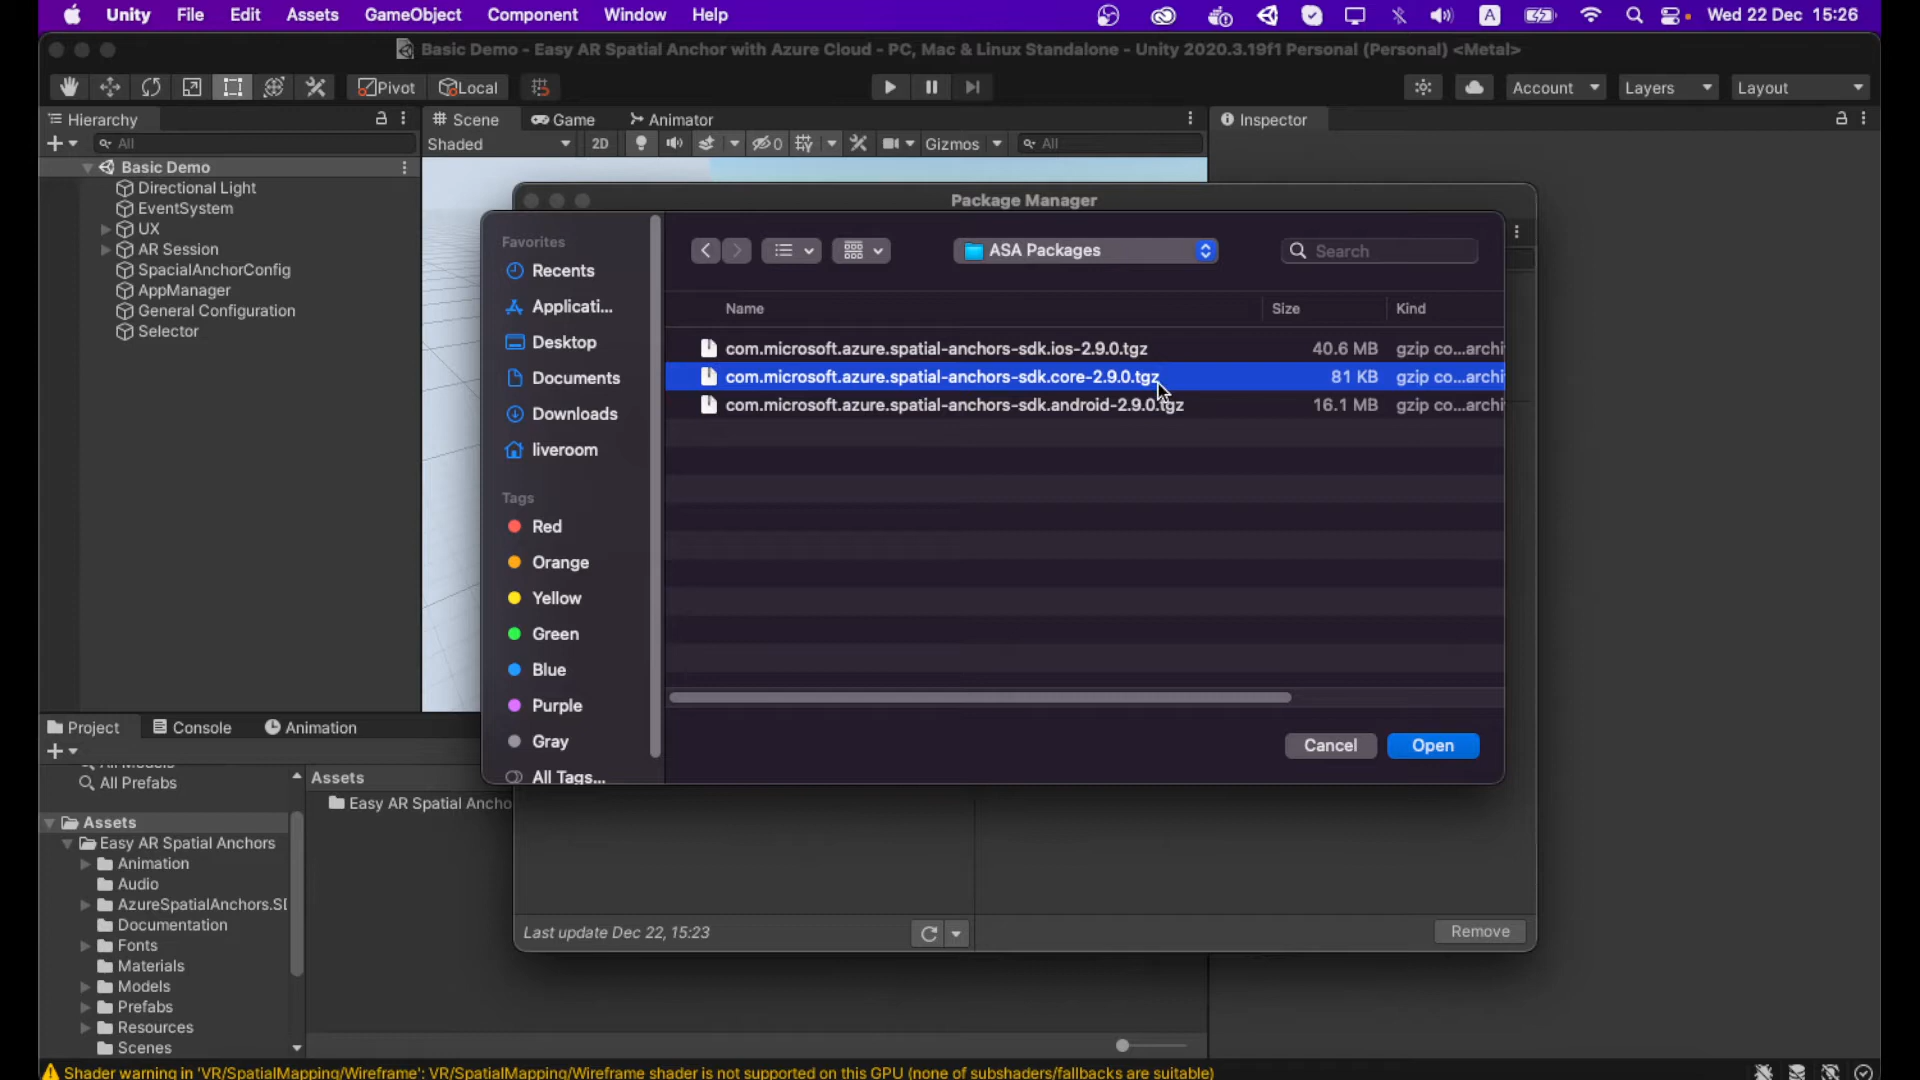 Unity File Edit Assets GameObject Component Window Help A Wed 22 Dec 15:26
Basic Demo - Easy AR Spatial Anchor with Azure Cloud - PC, Mac & Linux Standalone - Unity 2020.3.19f1 Personal (Personal) <Metal>
Pivot Local Account Layers Layout
Hierarchy Scene Game Animator Inspector
All Shaded 2D 0 Gizmos All
Basic Demo
Directional Light
EventSystem
UX
AR Session
SpacialAnchorConfig
AppManager
General Configuration
Selector
Package Manager
Favorites
Recents
Applicati...
Desktop
Documents
Downloads
liveroom
Tags
Red
Orange
Yellow
Green
Blue
Purple
Gray
All Tags...
ASA Packages Search
Name Size Kind
com.microsoft.azure.spatial-anchors-sdk.ios-2.9.0.tgz 40.6 MB gzip co...archi
com.microsoft.azure.spatial-anchors-sdk.core-2.9.0.tgz 81 KB gzip co...archi
com.microsoft.azure.spatial-anchors-sdk.android-2.9.0.tgz 16.1 MB gzip co...archi
Cancel Open
Last update Dec 22, 15:23 Remove
Project Console Animation
All Models
All Prefabs
Assets
Easy AR Spatial Anchors
Animation
Audio
AzureSpatialAnchors.SD
Documentation
Fonts
Materials
Models
Prefabs
Resources
Scenes
Assets
Easy AR Spatial Ancho
Shader warning in 'VR/SpatialMapping/Wireframe': VR/SpatialMapping/Wireframe shader is not supported on this GPU (none of subshaders/fallbacks are suitable)